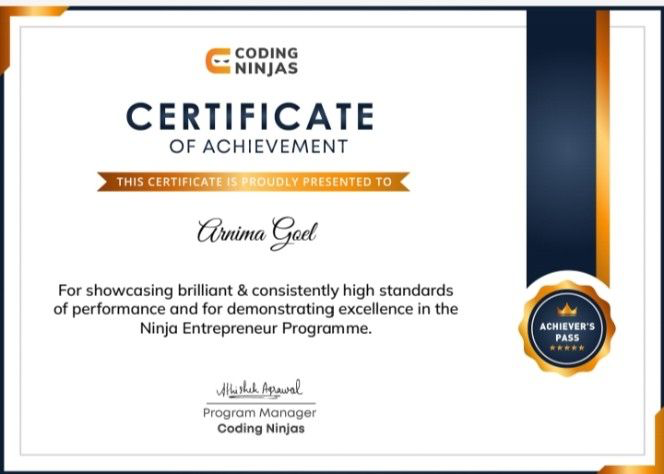 CODING
NINJAS
CERTIFICATE
OF ACHIEVEMENT
THIS CERTIFICATE IS PROUDLY PRESENTED TO
Arnima Goel
For showcasing brilliant & consistently high standards
of performance and for demonstrating excellence in the
Ninja Entrepreneur Programme.
ACHIEVER'S
PASS
Abhishek Agrawal
Program Manager
Coding Ninjas